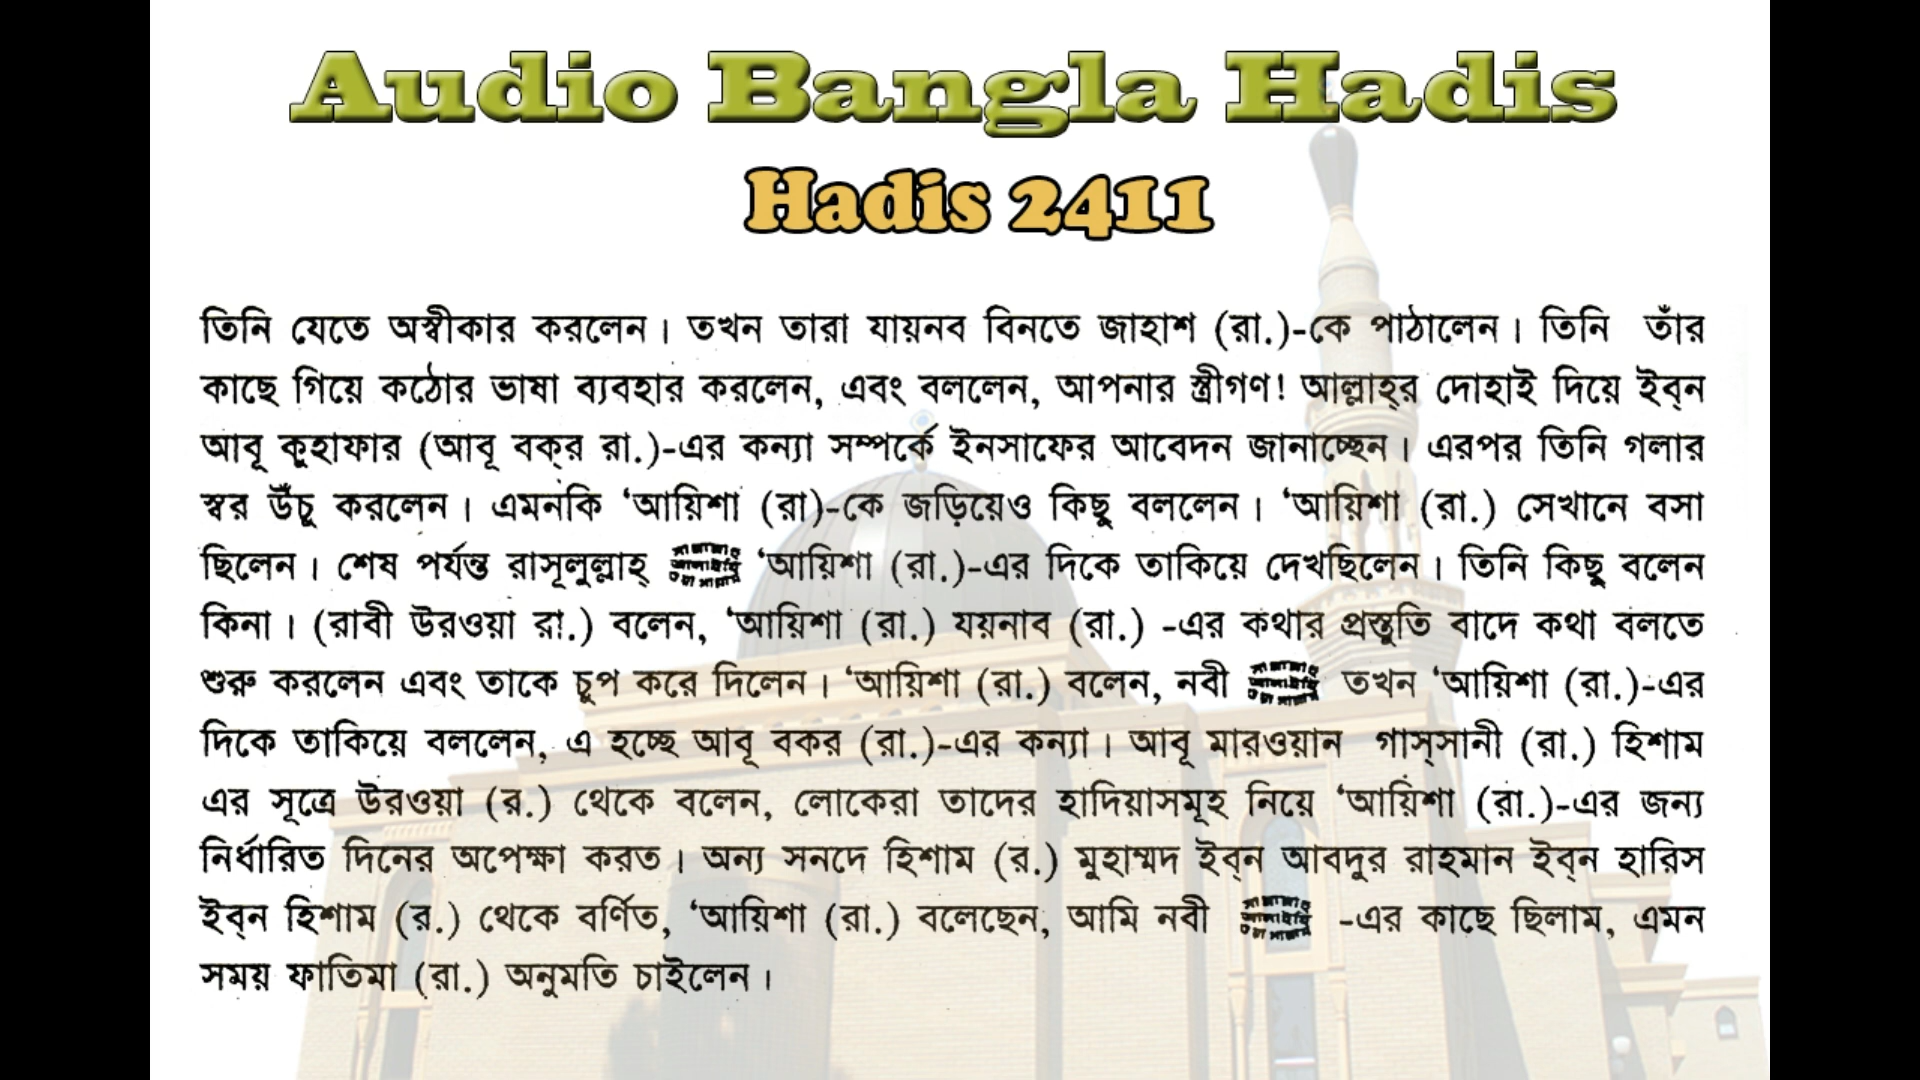 Audio Bangla Hadis
Hadis 2411
তিনি যেতে অস্বীকার করলেন। তখন তারা যায়নব বিনতে জাহাশ (রা.)-কে পাঠালেন। তিনি তাঁর
কাছে গিয়ে কঠোর ভাষা ব্যবহার করলেন, এবং বললেন, আপনার স্ত্রীগণ! আল্লাহ্‌র দোহাই দিয়ে ইব্‌ন
আবূ কুহাফার (আবূ বক্‌র রা.)-এর কন্যা সম্পর্কে ইনসাফের আবেদন জানাচ্ছেন। এরপর তিনি গলার
স্বর উঁচু করলেন। এমনকি ‘আয়িশা (রা)-কে জড়িয়েও কিছু বললেন। ‘আয়িশা (রা.) সেখানে বসা
ছিলেন। শেষ পর্যন্ত রাসূলুল্লাহ্ ‘আয়িশা (রা.)-এর দিকে তাকিয়ে দেখছিলেন। তিনি কিছু বলেন
কিনা। (রাবী উরওয়া রা.) বলেন, ‘আয়িশা (রা.) যয়নাব (রা.) -এর কথার প্রস্তুতি বাদে কথা বলতে
শুরু করলেন এবং তাকে চুপ করে দিলেন। ‘আয়িশা (রা.) বলেন, নবী তখন ‘আয়িশা (রা.)-এর
দিকে তাকিয়ে বললেন, এ হচ্ছে আবূ বকর (রা.)-এর কন্যা। আবূ মারওয়ান গাস্‌সানী (রা.) হিশাম
এর সূত্রে উরওয়া (র.) থেকে বলেন, লোকেরা তাদের হাদিয়াসমূহ নিয়ে ‘আয়িশা (রা.)-এর জন্য
নির্ধারিত দিনের অপেক্ষা করত। অন্য সনদে হিশাম (র.) মুহাম্মদ ইব্‌ন আবদুর রাহমান ইব্‌ন হারিস
ইব্‌ন হিশাম (র.) থেকে বর্ণিত, ‘আয়িশা (রা.) বলেছেন, আমি নবী -এর কাছে ছিলাম, এমন
সময় ফাতিমা (রা.) অনুমতি চাইলেন।